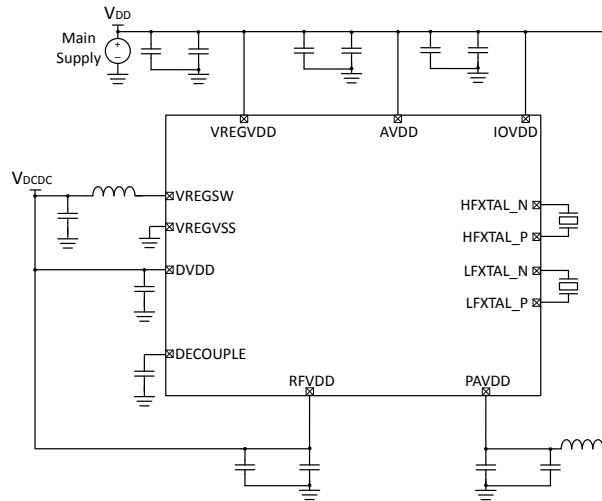 VDD
Main
Supply
+
–
VREGVDD
AVDD
IOVDD
VDCDC
VREGSW
HFXTAL_N
VREGVSS
HFXTAL_P
DVDD
LFXTAL_N
LFXTAL_P
DECOUPLE
RFVDD
PAVDD